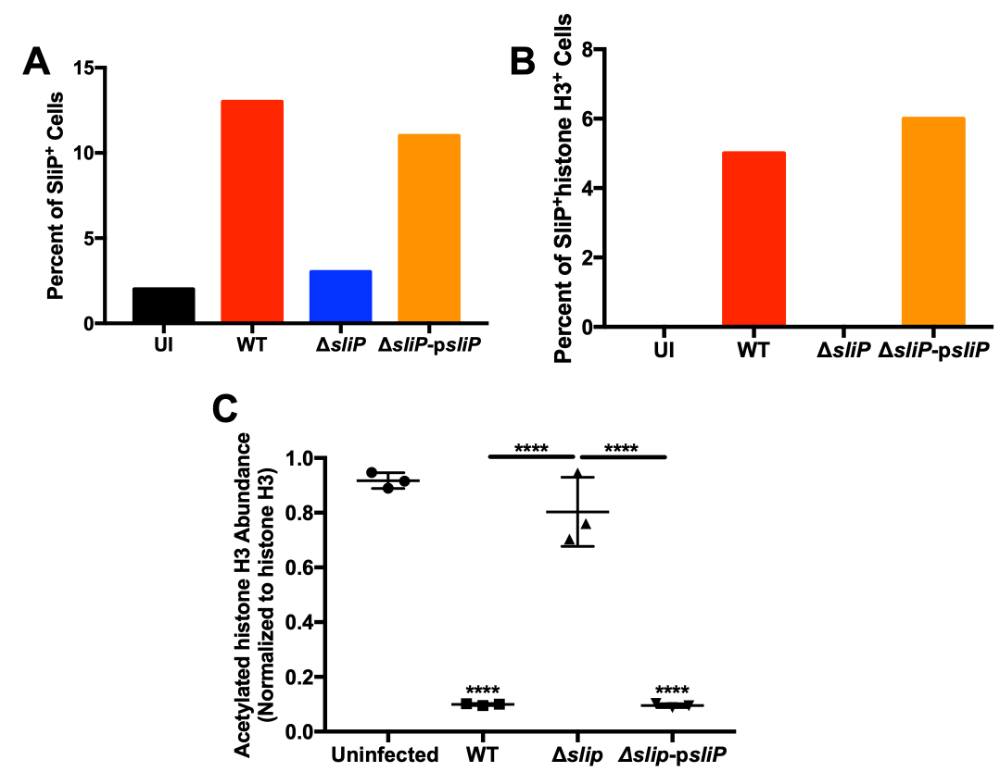 A
Percent of SliP⁺ Cells
15
10
5
0
UI WT ΔsliP ΔsliP-psliP
B
Percent of SliP⁺histone H3⁺ Cells
8
6
4
2
0
UI WT ΔsliP ΔsliP-psliP
C
Acetylated histone H3 Abundance
(Normalized to histone H3)
**** ****
1.0
0.8
0.6
0.4
0.2
**** ****
0.0
Uninfected WT Δslip Δslip-psliP